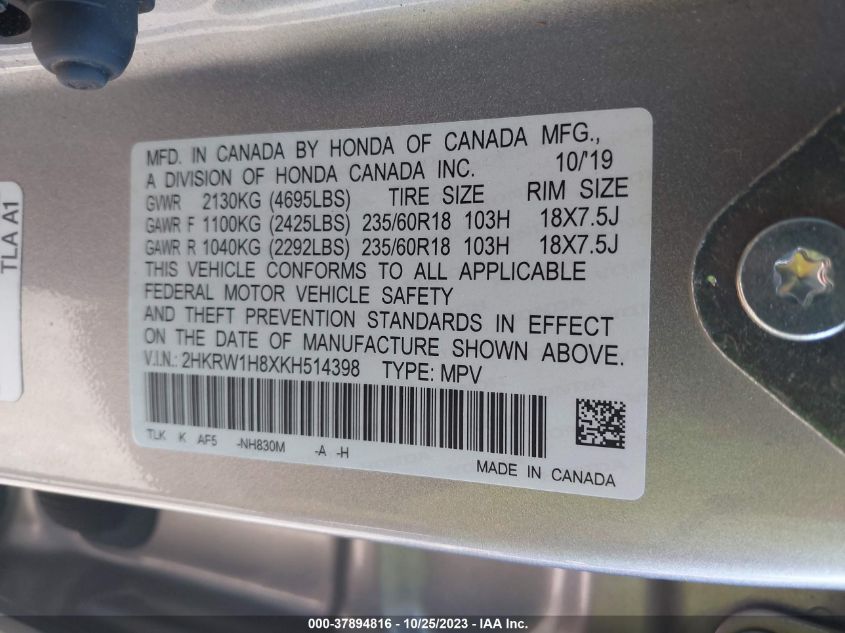 MFD. IN CANADA BY HONDA OF CANADA MFG.,
A DIVISION OF HONDA CANADA INC. 10/'19
GVWR 2130KG (4695LBS) TIRE SIZE RIM SIZE
GAWR F 1100KG (2425LBS) 235/60R18 103H 18X7.5J
GAWR R 1040KG (2292LBS) 235/60R18 103H 18X7.5J
THIS VEHICLE CONFORMS TO ALL APPLICABLE
FEDERAL MOTOR VEHICLE SAFETY
AND THEFT PREVENTION STANDARDS IN EFFECT
ON THE DATE OF MANUFACTURE SHOWN ABOVE.
V.I.N.: 2HKRW1H8XKH514398 TYPE: MPV
TLK K AF5 -NH830M -A -H
MADE IN CANADA
TLA A1
000-37894816 - 10/25/2023 - IAAI.com